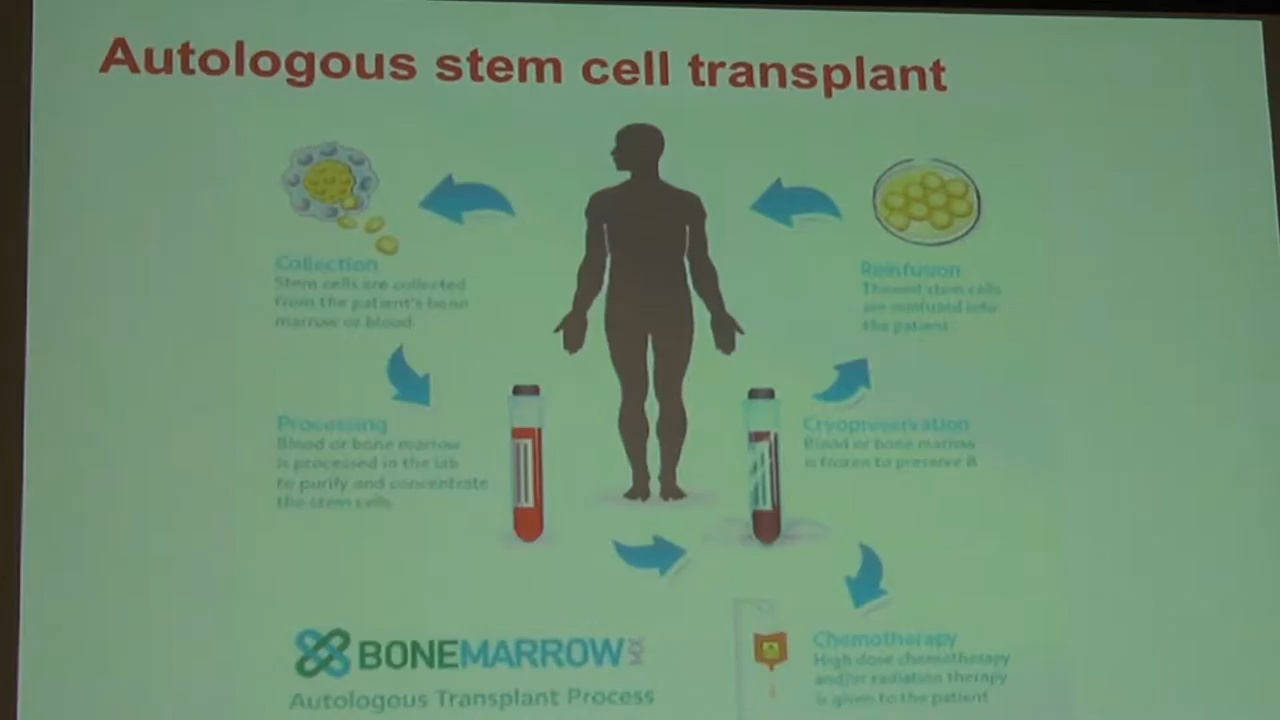 Autologous stem cell transplant
Collection
Stem cells are collected
from the patient's bone
marrow or blood
Reinfusion
Thawed stem cells
are reinfused into
the patient
Processing
Blood or bone marrow
is processed in the lab
to purify and concentrate
the stem cells
Cryopreservation
Blood or bone marrow
is frozen to preserve it
Chemotherapy
High dose chemotherapy
and/or radiation therapy
is given to the patient
BONEMARROW
Autologous Transplant Process